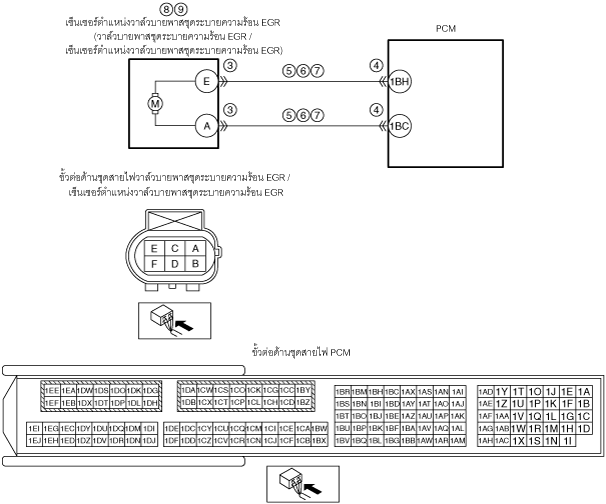 ⑧⑨
เซ็นเซอร์ตำแหน่งวาล์วบายพาสชุดระบายความร้อน EGR
(วาล์วบายพาสชุดระบายความร้อน EGR /
เซ็นเซอร์ตำแหน่งวาล์วบายพาสชุดระบายความร้อน EGR)
PCM
E ③ ⑤⑥⑦ ④ 1BH
M
A ③ ⑤⑥⑦ ④ 1BC
ขั้วต่อด้านชุดสายไฟวาล์วบายพาสชุดระบายความร้อน EGR /
เซ็นเซอร์ตำแหน่งวาล์วบายพาสชุดระบายความร้อน EGR
E C A
F D B
ขั้วต่อด้านชุดสายไฟ PCM
1EE 1EA 1DW 1DS 1DO 1DK 1DG
1EF 1EB 1DX 1DT 1DP 1DL 1DH
1EI 1EG 1EC 1DY 1DU 1DQ 1DM 1DI
1EJ 1EH 1ED 1DZ 1DV 1DR 1DN 1DJ
1DA 1CW 1CS 1CO 1CK 1CG 1CC 1BY
1DB 1CX 1CT 1CP 1CL 1CH 1CD 1BZ
1DE 1DC 1CY 1CU 1CQ 1CM 1CI 1CE 1CA 1BW
1DF 1DD 1CZ 1CV 1CR 1CN 1CJ 1CF 1CB 1BX
1BR 1BM 1BH 1BC 1AX 1AS 1AN 1AI
1BS 1BN 1BI 1BD 1AY 1AT 1AO 1AJ
1BT 1BO 1BJ 1BE 1AZ 1AU 1AP 1AK
1BU 1BP 1BK 1BF 1BA 1AV 1AQ 1AL
1BV 1BQ 1BL 1BG 1BB 1AW 1AR 1AM
1AD 1Y 1T 1O 1J 1E 1A
1AE 1Z 1U 1P 1K 1F 1B
1AF 1AA 1V 1Q 1L 1G 1C
1AG 1AB 1W 1R 1M 1H 1D
1AH 1AC 1X 1S 1N 1I